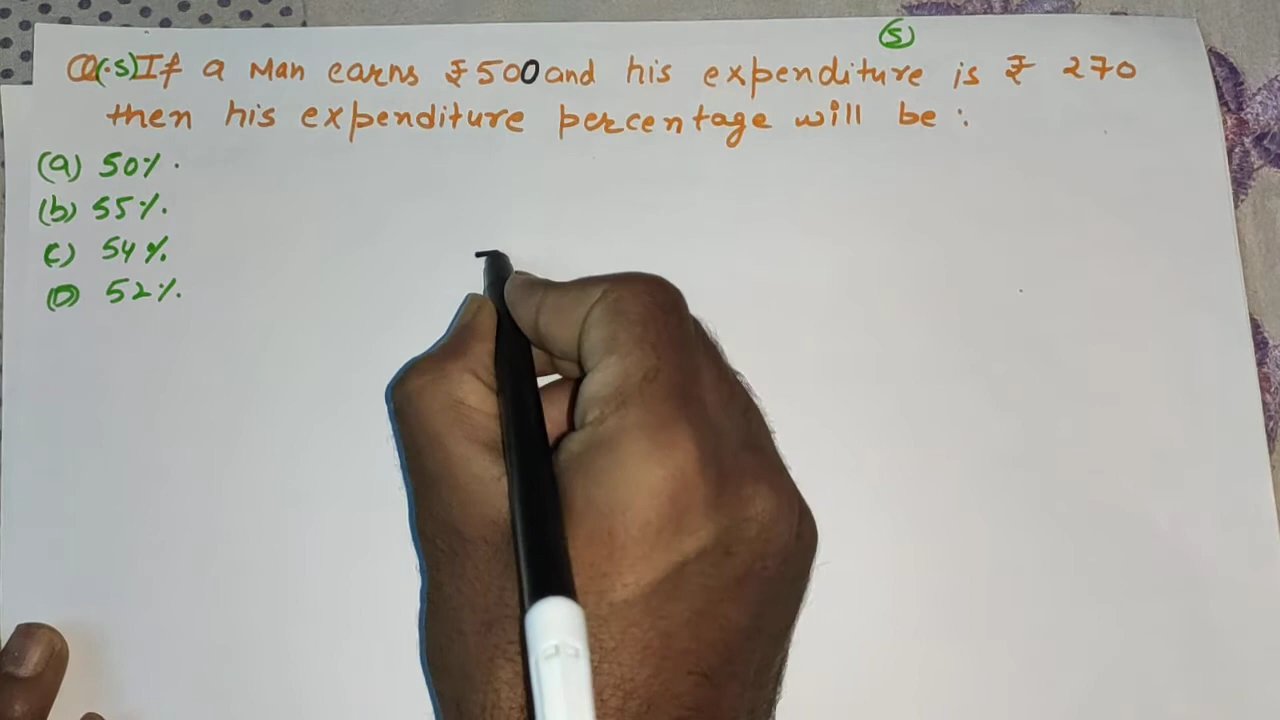 (5)
Q(.5) If a Man earns ₹ 500 and his expenditure is ₹ 270
then his expenditure percentage will be :
(a) 50% .
(b) 55%.
(c) 54%.
(D) 52%.